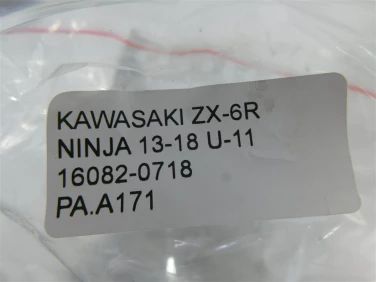 KAWASAKI ZX-6R
NINJA 13-18 U-11
16082-0718
PA.A171